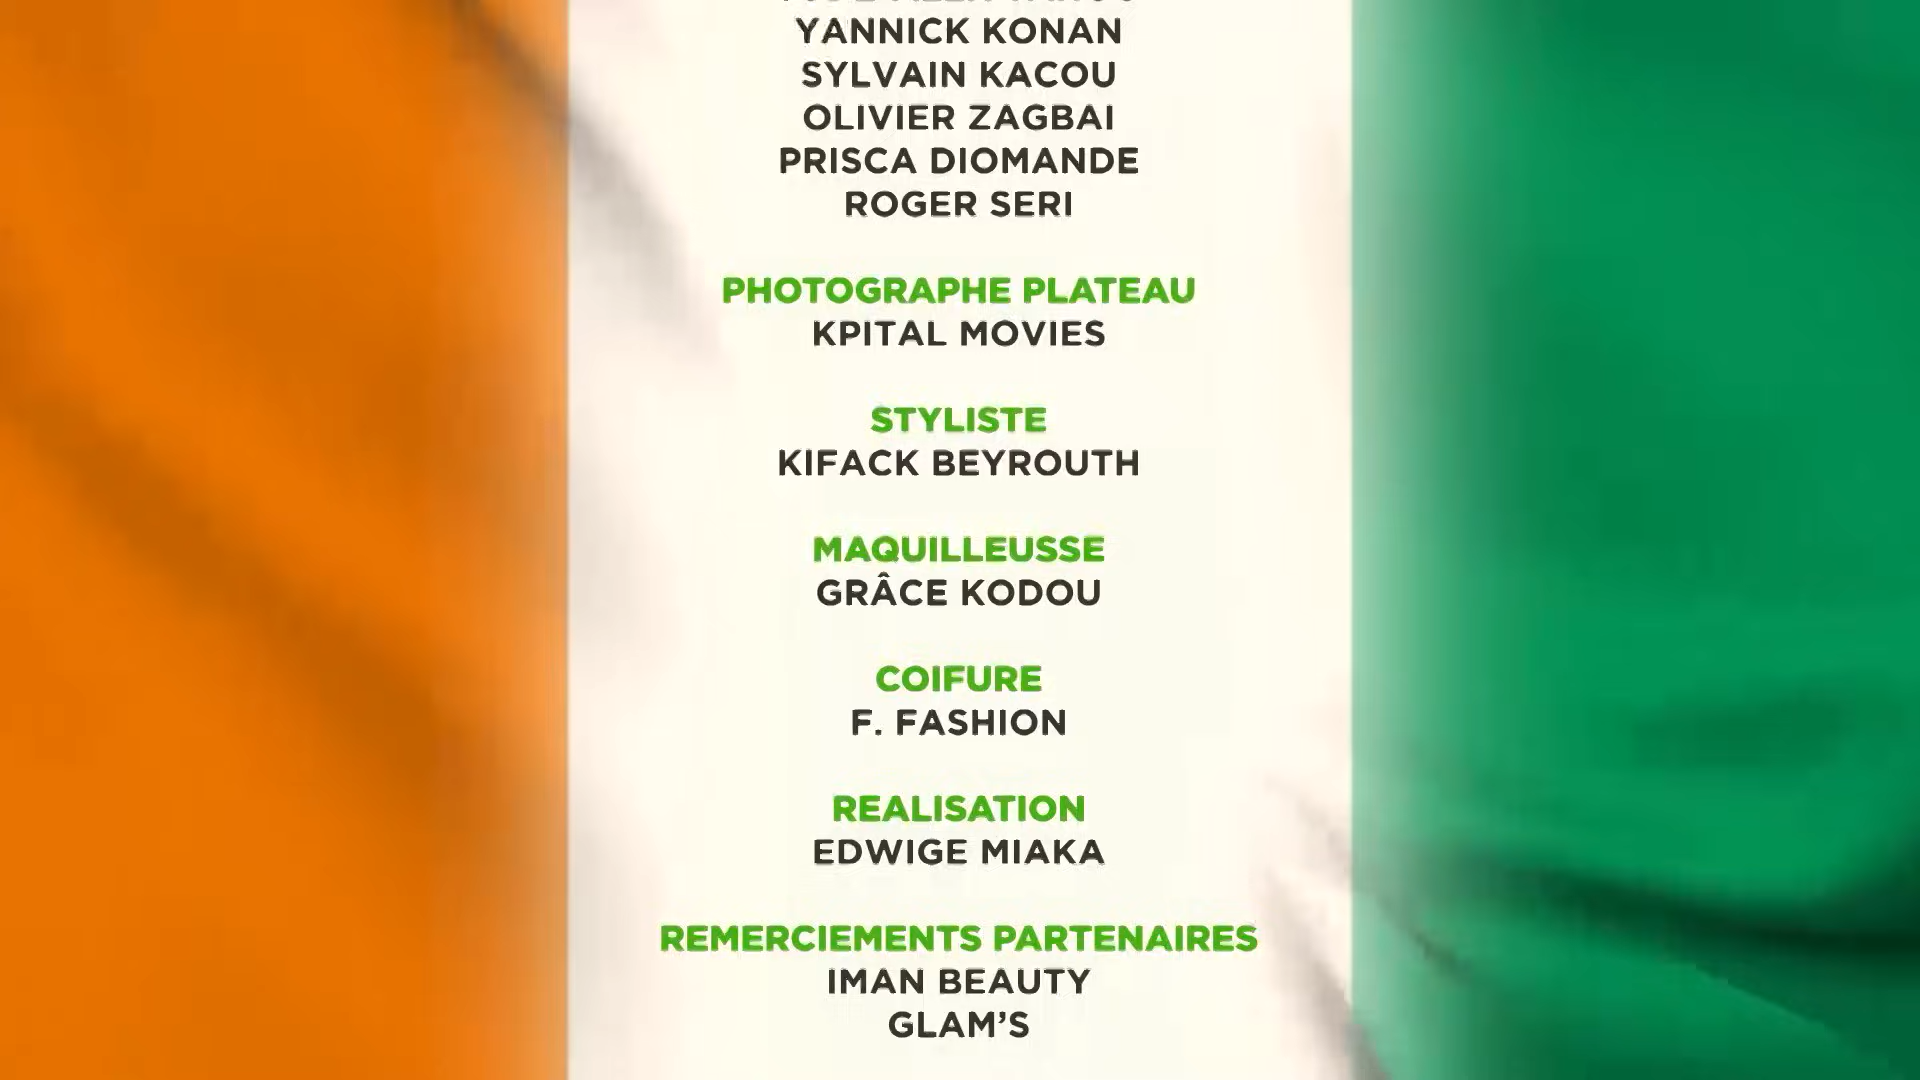 YANNICK KONAN
SYLVAIN KACOU
OLIVIER ZAGBAI
PRISCA DIOMANDE
ROGER SERI
PHOTOGRAPHE PLATEAU
KPITAL MOVIES
STYLISTE
KIFACK BEYROUTH
MAQUILLEUSSE
GRÂCE KODOU
COIFURE
F. FASHION
REALISATION
EDWIGE MIAKA
REMERCIEMENTS PARTENAIRES
IMAN BEAUTY
GLAM’S